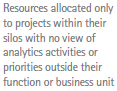 Resources allocated only
to projects within their
silos with no view of
analytics activities or
priorities outside their
function or business unit